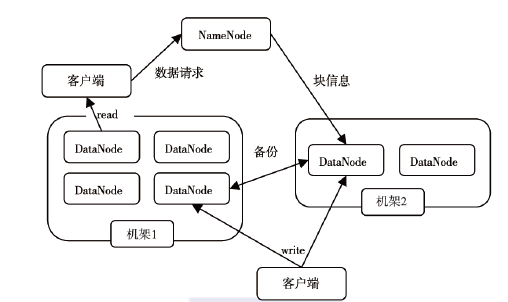 NameNode
客户端
数据请求
块信息
read
DataNode
DataNode
备份
DataNode
DataNode
DataNode
DataNode
机架1
机架2
write
客户端